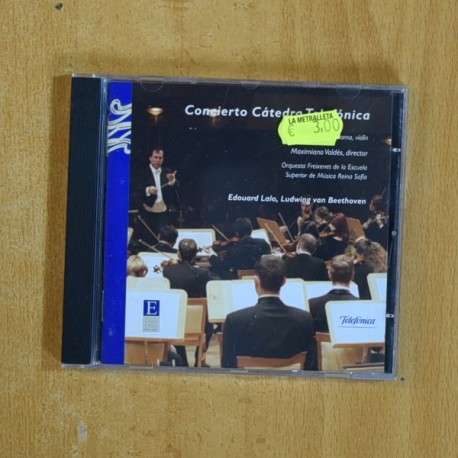 Concierto Cátedra Telefónica
LA METRALLETA
€ 3,00
violín
Maximiano Valdés, director
Orquesta Freixenet de la Escuela
Superior de Música Reina Sofía
Edouard Lalo, Ludwing van Beethoven
E
Telefónica